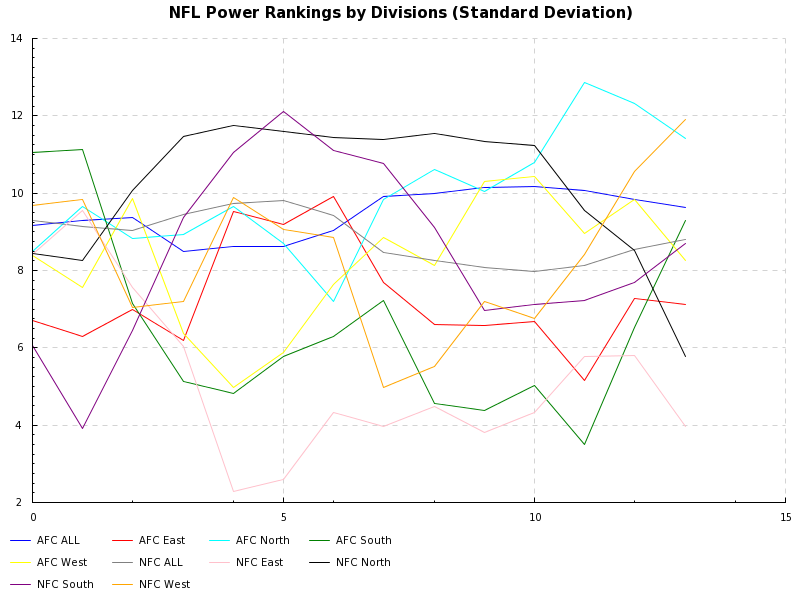 NFL Power Rankings by Divisions (Standard Deviation)
14
12
10
8
6
4
2
0 5 10 15
AFC ALL AFC East AFC North AFC South
AFC West NFC ALL NFC East NFC North
NFC South NFC West